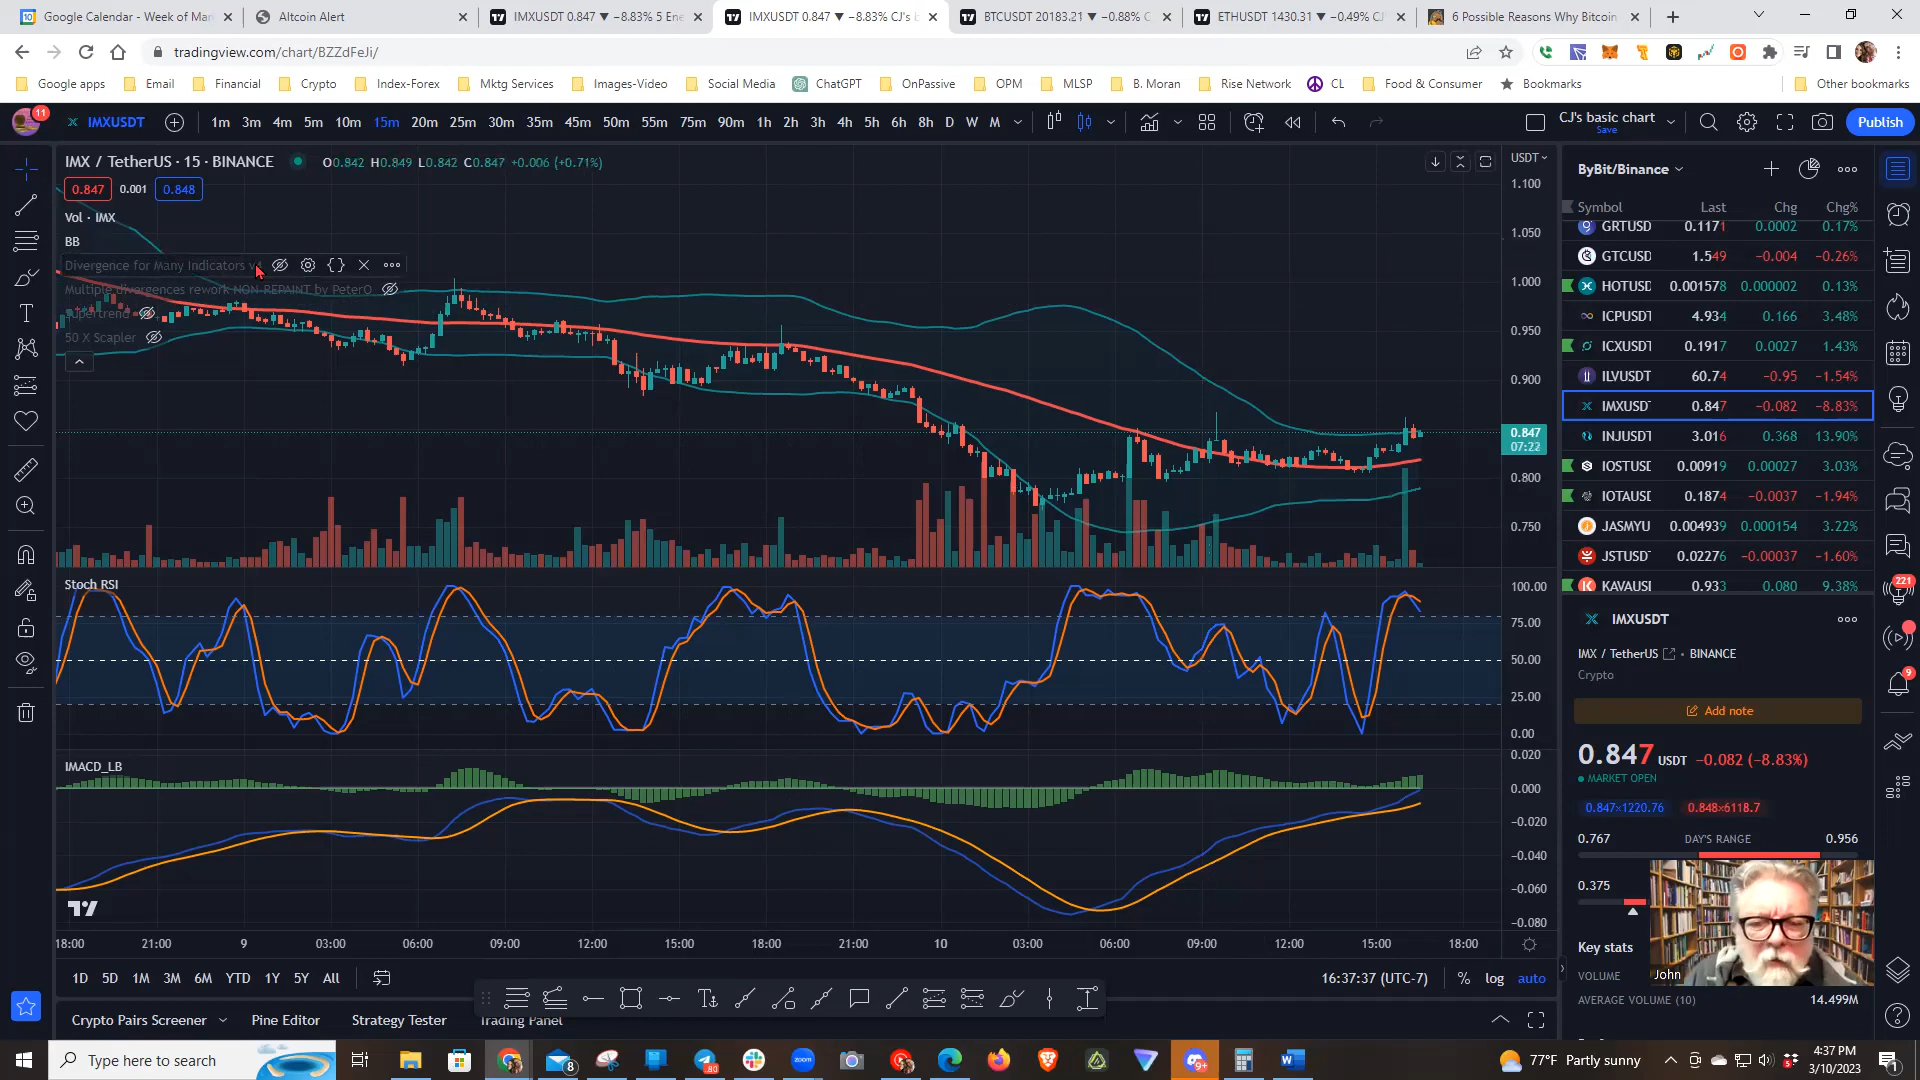 Google Calendar - Week of Mar
Altcoin Alert
IMXUSDT 0.847 ▼ −8.83% 5 Ene
IMXUSDT 0.847 ▼ −8.83% CJ's b
BTCUSDT 20183.21 ▼ −0.88% C
ETHUSDT 1430.31 ▼ −0.49% CJ
6 Possible Reasons Why Bitcoin
tradingview.com/chart/BZZdFeJi/
Google apps
Email
Financial
Crypto
Index-Forex
Mktg Services
Images-Video
Social Media
ChatGPT
OnPassive
OPM
MLSP
B. Moran
Rise Network
CL
Food & Consumer
Bookmarks
Other bookmarks
11
IMXUSDT
1m 3m 4m 5m 10m 15m 20m 25m 30m 35m 45m 50m 55m 75m 90m 1h 2h 3h 4h 5h 6h 8h D W M
CJ's basic chart
Save
Publish
IMX / TetherUS · 15 · BINANCE
O0.842 H0.849 L0.842 C0.847 +0.006 (+0.71%)
0.847 0.001 0.848
Vol · IMX
BB
Divergence for Many Indicators v4
Multiple divergences rework NON-REPAINT by PeterO
50 X Scapler
USDT
1.100
1.050
1.000
0.950
0.900
0.847
07:22
0.800
0.750
Stoch RSI
100.00
75.00
50.00
25.00
0.00
IMACD_LB
0.020
0.000
−0.020
−0.040
−0.060
−0.080
18:00 21:00 9 03:00 06:00 09:00 12:00 15:00 18:00 21:00 10 03:00 06:00 09:00 12:00 15:00 18:00
1D 5D 1M 3M 6M YTD 1Y 5Y All
16:37:37 (UTC-7)
% log auto
Crypto Pairs Screener
Pine Editor
Strategy Tester
Trading Panel
ByBit/Binance
Symbol Last Chg Chg%
GRTUSD 0.1171 0.0002 0.17%
GTCUSD 1.549 −0.004 −0.26%
HOTUSD 0.001578 0.000002 0.13%
ICPUSDT 4.934 0.166 3.48%
ICXUSDT 0.1917 0.0027 1.43%
ILVUSDT 60.74 −0.95 −1.54%
IMXUSD 0.847 −0.082 −8.83%
INJUSDT 3.016 0.368 13.90%
IOSTUSD 0.00919 0.00027 3.03%
IOTAUSD 0.1874 −0.0037 −1.94%
JASMYU 0.004939 0.000154 3.22%
JSTUSD 0.02276 −0.00037 −1.60%
KAVAUSI 0.933 0.080 9.38%
IMXUSDT
IMX / TetherUS · BINANCE
Crypto
Add note
0.847 USDT −0.082 (−8.83%)
MARKET OPEN
0.847×1220.76 0.848×6118.7
0.767 DAY'S RANGE 0.956
0.375
Key stats
VOLUME
AVERAGE VOLUME (10) 14.499M
John
221
9
Type here to search
8
80
9+
77°F Partly sunny
4:37 PM
3/10/2023
1